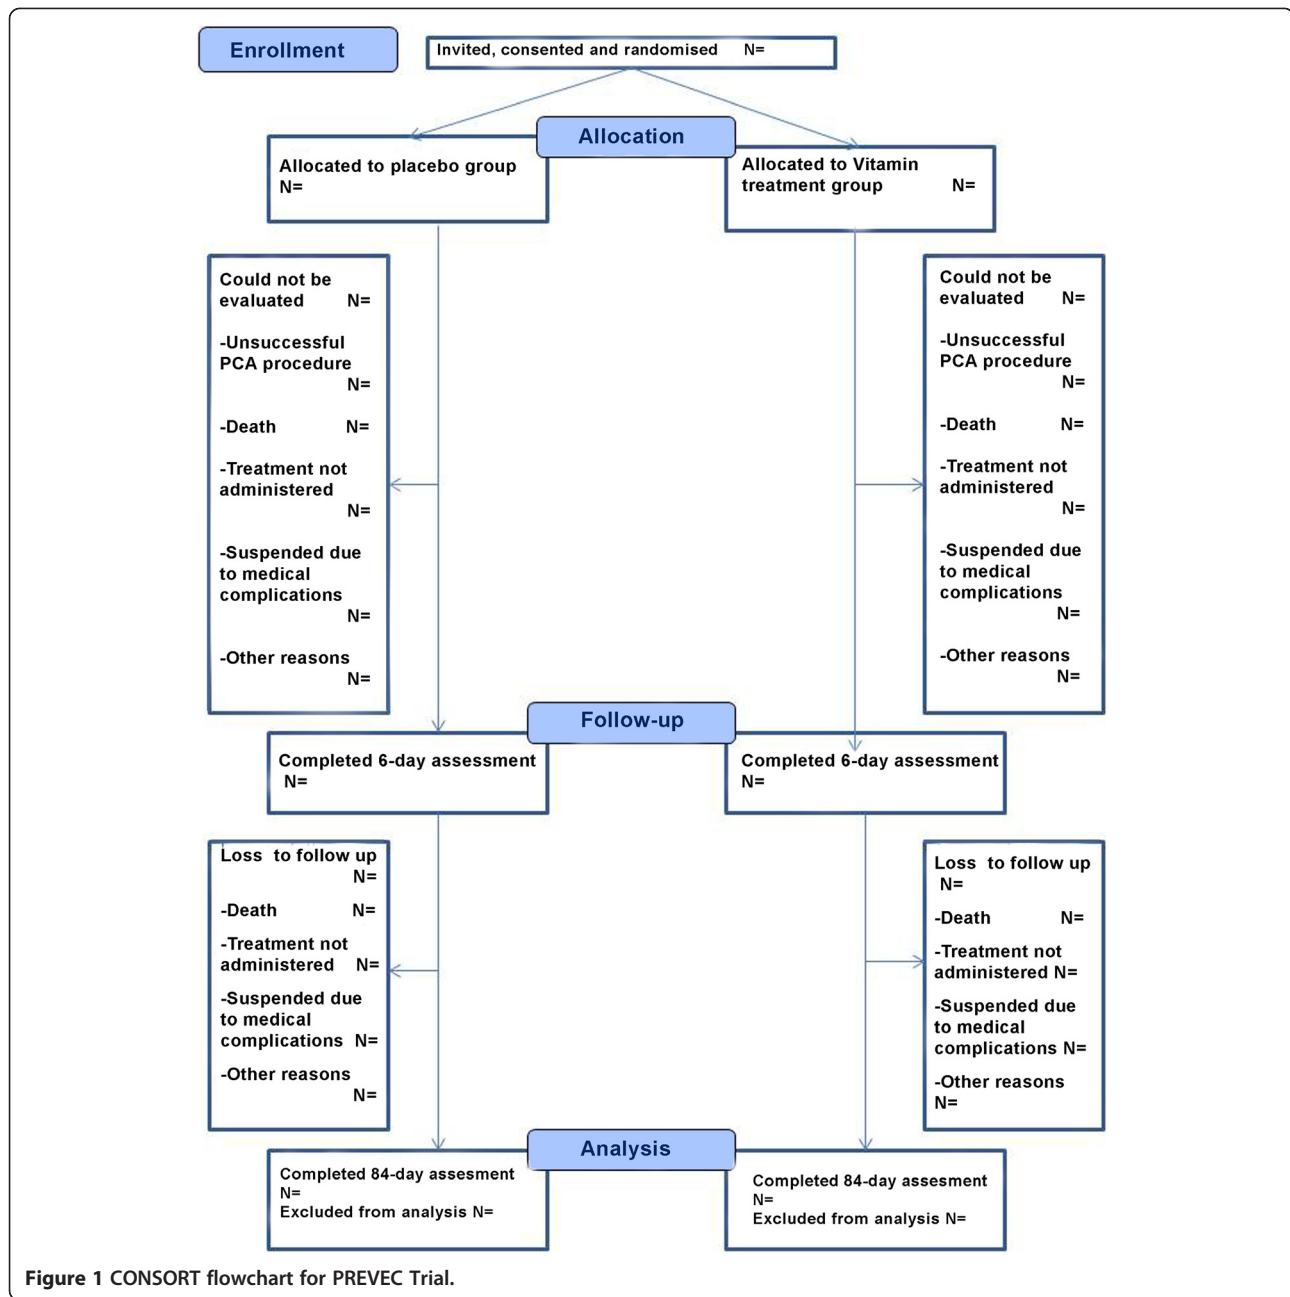 Enrollment
Invited, consented and randomised N=
Allocation
Allocated to placebo group
N=
Allocated to Vitamin
treatment group N=
Could not be
evaluated N=
-Unsuccessful
PCA procedure
N=
-Death N=
-Treatment not
administered
N=
-Suspended due
to medical
complications
N=
-Other reasons
N=
Could not be
evaluated N=
-Unsuccessful
PCA procedure
N=
-Death N=
-Treatment not
administered
N=
-Suspended due
to medical
complications
N=
-Other reasons
N=
Follow-up
Completed 6-day assessment
N=
Completed 6-day assessment
N=
Loss to follow up
N=
-Death N=
-Treatment not
administered N=
-Suspended due
to medical
complications N=
-Other reasons
N=
Loss to follow up
N=
-Death N=
-Treatment not
administered N=
-Suspended due
to medical
complications N=
-Other reasons
N=
Analysis
Completed 84-day assesment
N=
Excluded from analysis N=
Completed 84-day assesment
N=
Excluded from analysis N=
Figure 1 CONSORT flowchart for PREVEC Trial.